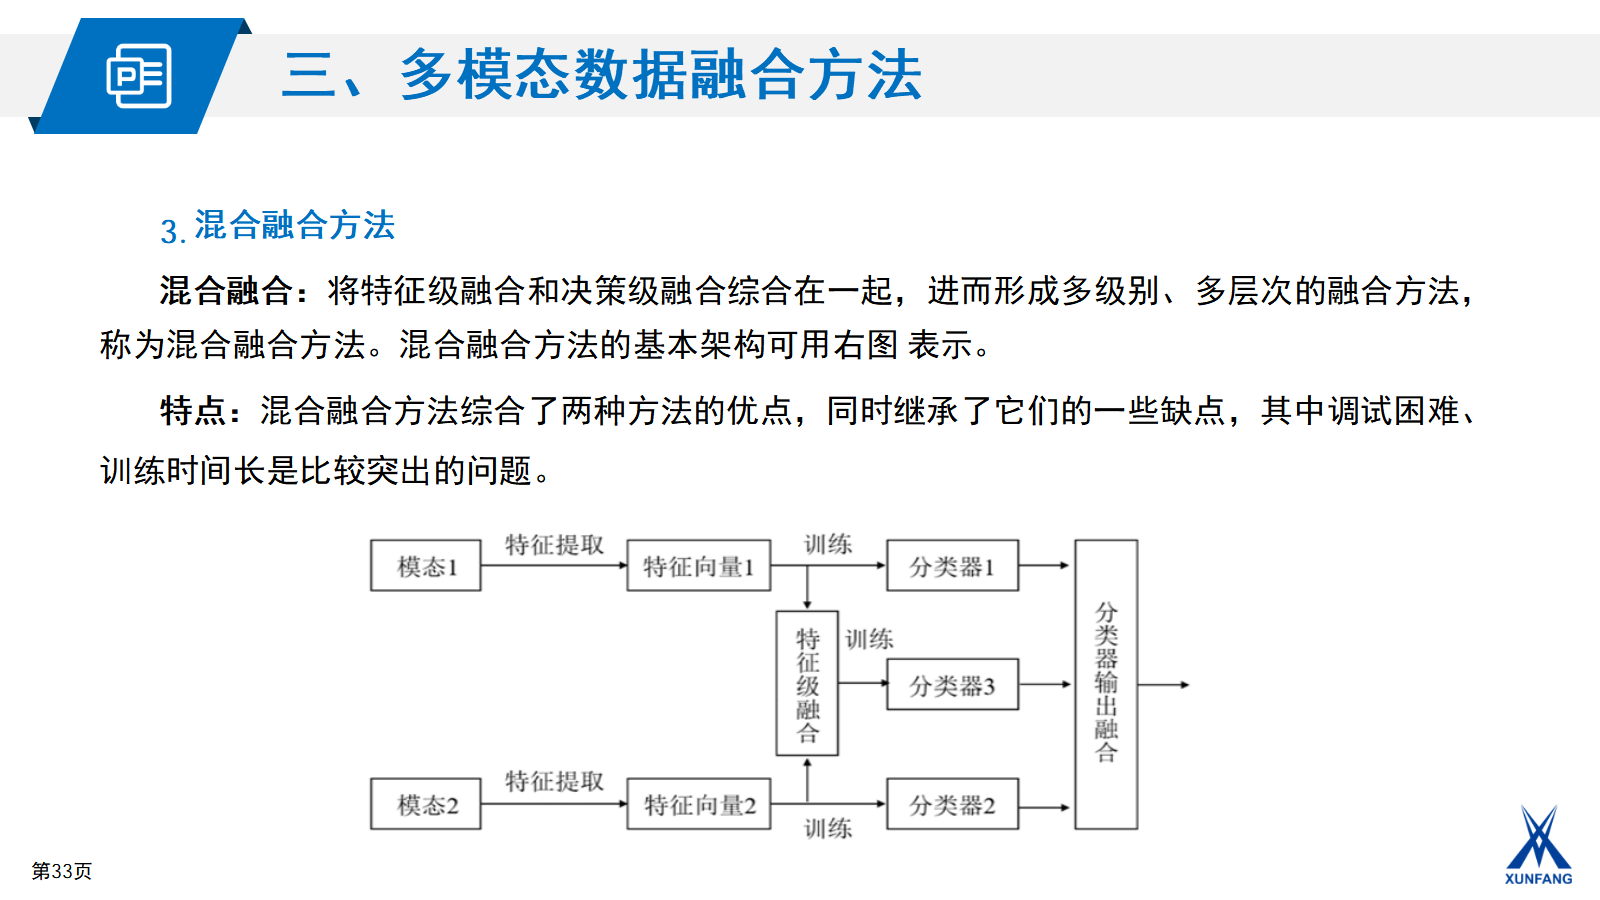 三、多模态数据融合方法
3. 混合融合方法
混合融合：将特征级融合和决策级融合综合在一起，进而形成多级别、多层次的融合方法，
称为混合融合方法。混合融合方法的基本架构可用右图 表示。
特点：混合融合方法综合了两种方法的优点，同时继承了它们的一些缺点，其中调试困难、
训练时间长是比较突出的问题。
模态1
特征提取
特征向量1
训练
分类器1
特征级融合
训练
分类器3
分类器输出融合
模态2
特征提取
特征向量2
训练
分类器2
第33页
XUNFANG